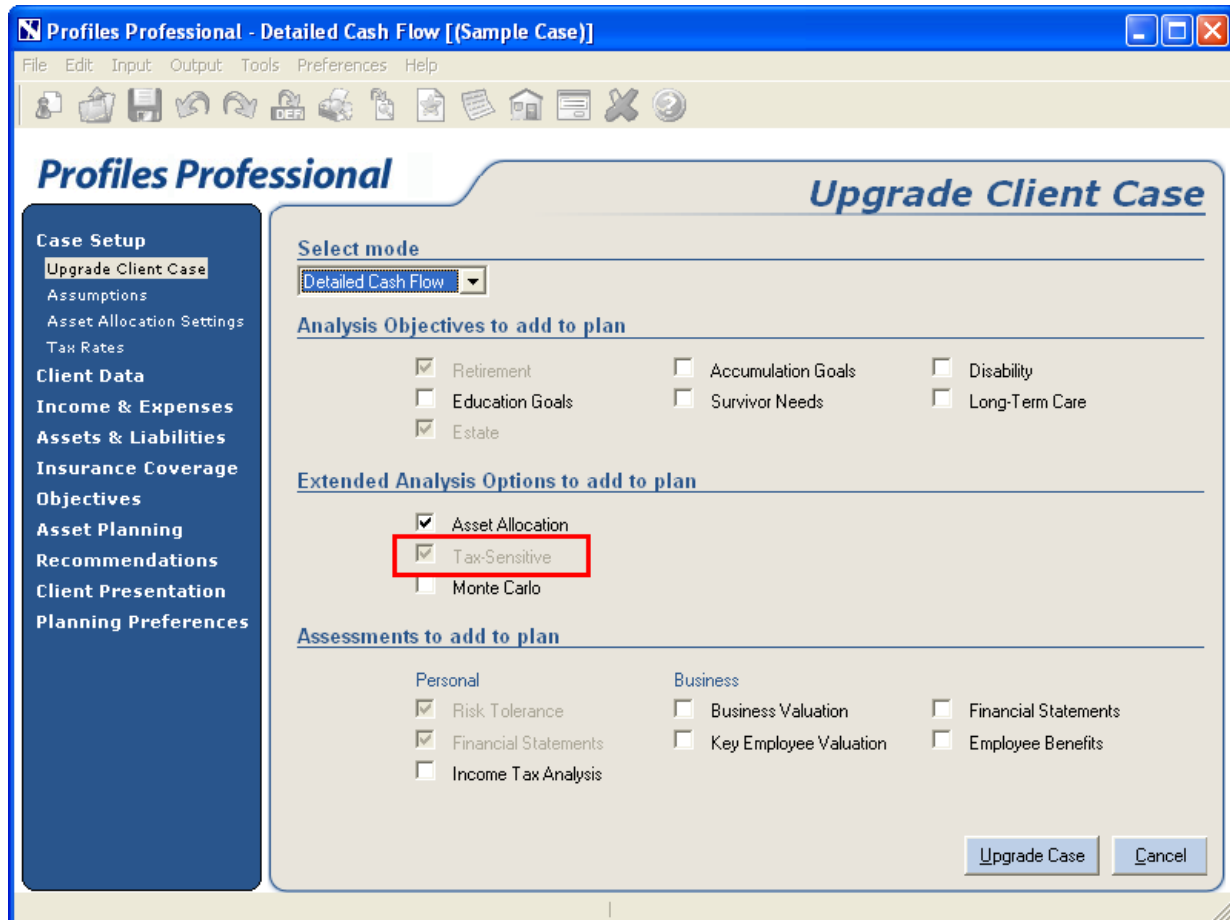 Profiles Professional - Detailed Cash Flow [(Sample Case)]
File Edit Input Output Tools Preferences Help
DEF
Profiles Professional
Upgrade Client Case
Case Setup
Upgrade Client Case
Assumptions
Asset Allocation Settings
Tax Rates
Client Data
Income & Expenses
Assets & Liabilities
Insurance Coverage
Objectives
Asset Planning
Recommendations
Client Presentation
Planning Preferences
Select mode
Detailed Cash Flow
Analysis Objectives to add to plan
Retirement Accumulation Goals Disability
Education Goals Survivor Needs Long-Term Care
Estate
Extended Analysis Options to add to plan
Asset Allocation
Tax-Sensitive
Monte Carlo
Assessments to add to plan
Personal Business
Risk Tolerance Business Valuation Financial Statements
Financial Statements Key Employee Valuation Employee Benefits
Income Tax Analysis
Upgrade Case Cancel